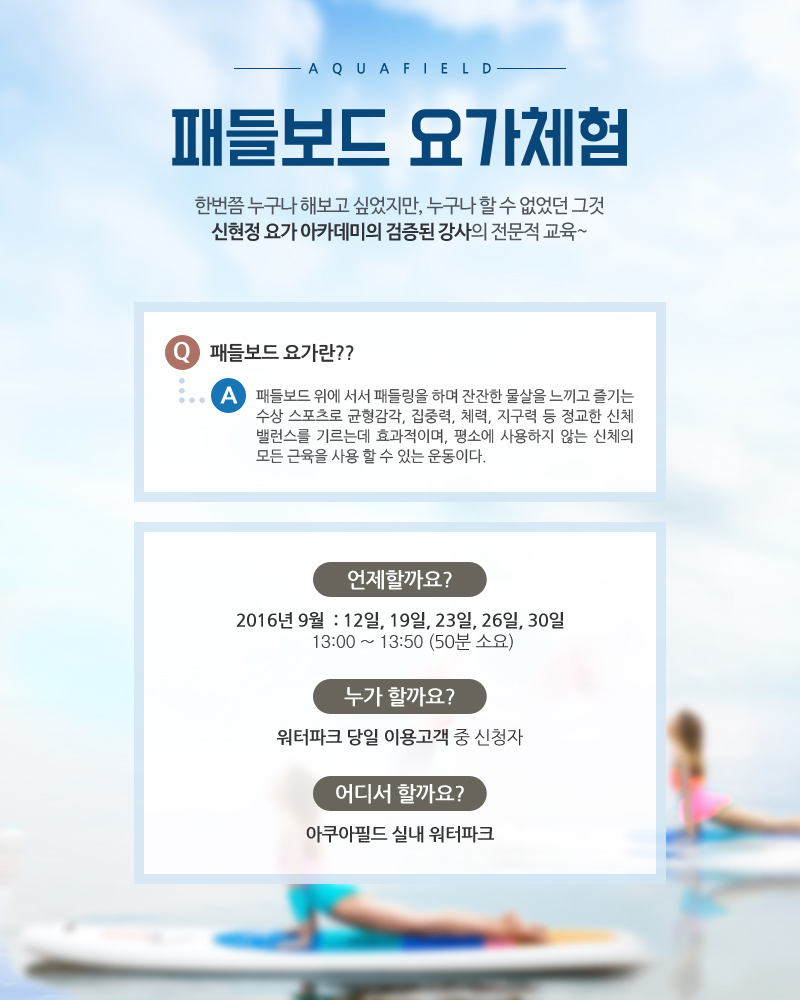 AQUAFIELD
패들보드 요가체험
한번쯤 누구나 해보고 싶었지만, 누구나 할 수 없었던 그것
신현정 요가 아카데미의 검증된 강사의 전문적 교육~
Q 패들보드 요가란??
A 패들보드 위에 서서 패들링을 하며 잔잔한 물살을 느끼고 즐기는
수상 스포츠로 균형감각, 집중력, 체력, 지구력 등 정교한 신체
밸런스를 기르는데 효과적이며, 평소에 사용하지 않는 신체의
모든 근육을 사용 할 수 있는 운동이다.
언제할까요?
2016년 9월 : 12일, 19일, 23일, 26일, 30일
13:00 ~ 13:50 (50분 소요)
누가 할까요?
워터파크 당일 이용고객 중 신청자
어디서 할까요?
아쿠아필드 실내 워터파크